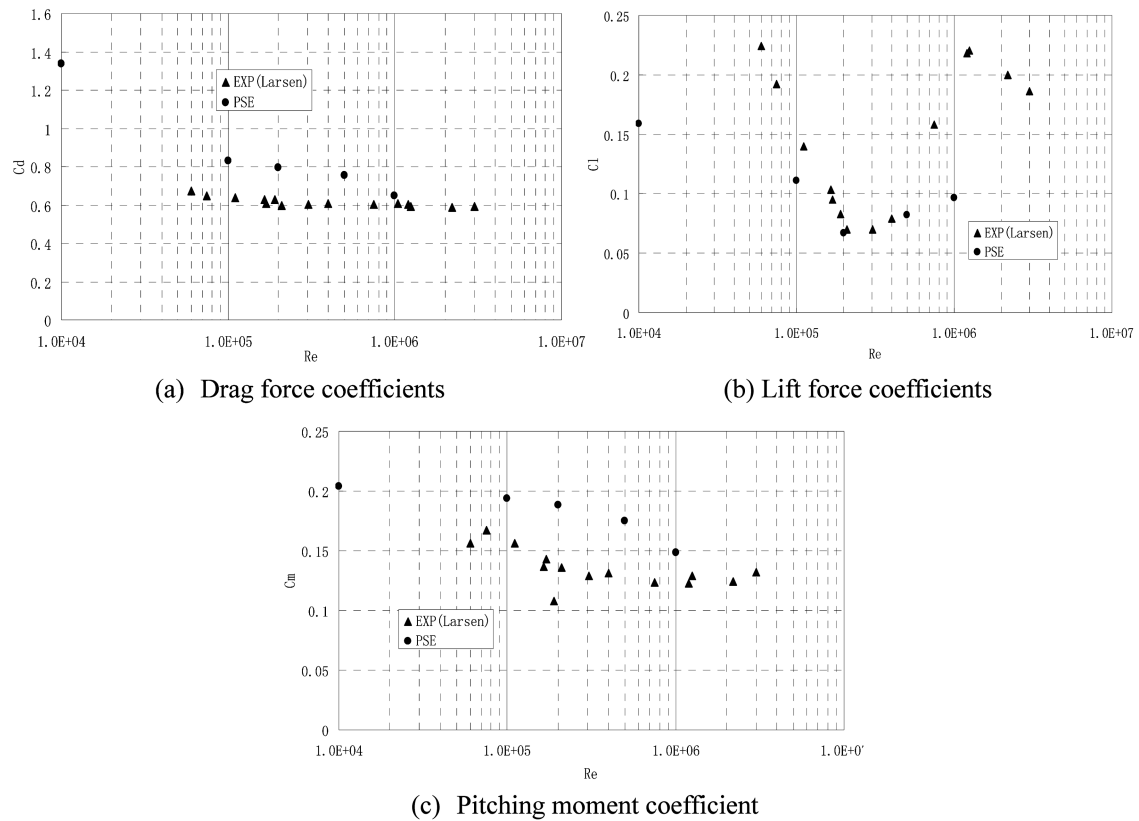 1.6
1.4
1.2
1
0.8
0.6
0.4
0.2
0
Cd
EXP(Larsen)
PSE
1.0E+04 1.0E+05 1.0E+06 1.0E+07
Re
(a) Drag force coefficients
0.25
0.2
0.15
0.1
0.05
0
Cl
EXP(Larsen)
PSE
1.0E+04 1.0E+05 1.0E+06 1.0E+07
Re
(b) Lift force coefficients
0.25
0.2
0.15
0.1
0.05
0
Cm
EXP(Larsen)
PSE
1.0E+04 1.0E+05 1.0E+06 1.0E+0
Re
(c) Pitching moment coefficient